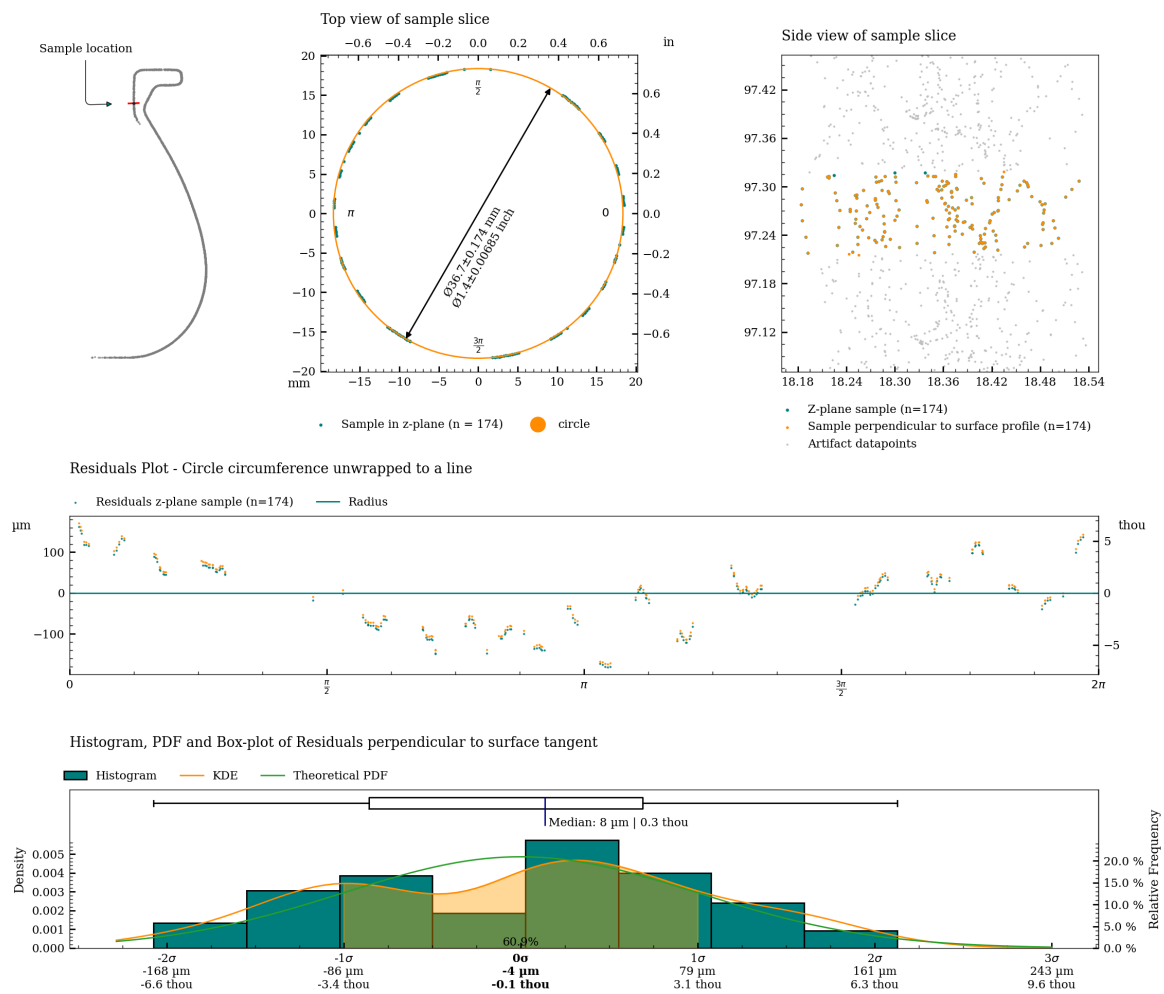 Top view of sample slice
Sample location
−0.6 −0.4 −0.2 0.0 0.2 0.4 0.6 in
20
15
10
5
0
−5
−10
−15
−20
mm
π/2
π
0
3π/2
Ø36.7±0.174 mm
Ø1.4±0.00685 inch
0.6
0.4
0.2
0.0
−0.2
−0.4
−0.6
−15 −10 −5 0 5 10 15 20
Sample in z-plane (n = 174) circle
Side view of sample slice
97.42
97.36
97.30
97.24
97.18
97.12
18.18 18.24 18.30 18.36 18.42 18.48 18.54
Z-plane sample (n=174)
Sample perpendicular to surface profile (n=174)
Artifact datapoints
Residuals Plot - Circle circumference unwrapped to a line
Residuals z-plane sample (n=174) Radius
µm
100
0
−100
thou
5
0
−5
0 π/2 π 3π/2 2π
Histogram, PDF and Box-plot of Residuals perpendicular to surface tangent
Histogram KDE Theoretical PDF
Median: 8 µm | 0.3 thou
Density
0.005
0.004
0.003
0.002
0.001
0.000
60.9%
20.0 %
15.0 %
10.0 %
5.0 %
0.0 %
Relative Frequency
-2σ -1σ 0σ 1σ 2σ 3σ
-168 µm -86 µm -4 µm 79 µm 161 µm 243 µm
-6.6 thou -3.4 thou -0.1 thou 3.1 thou 6.3 thou 9.6 thou